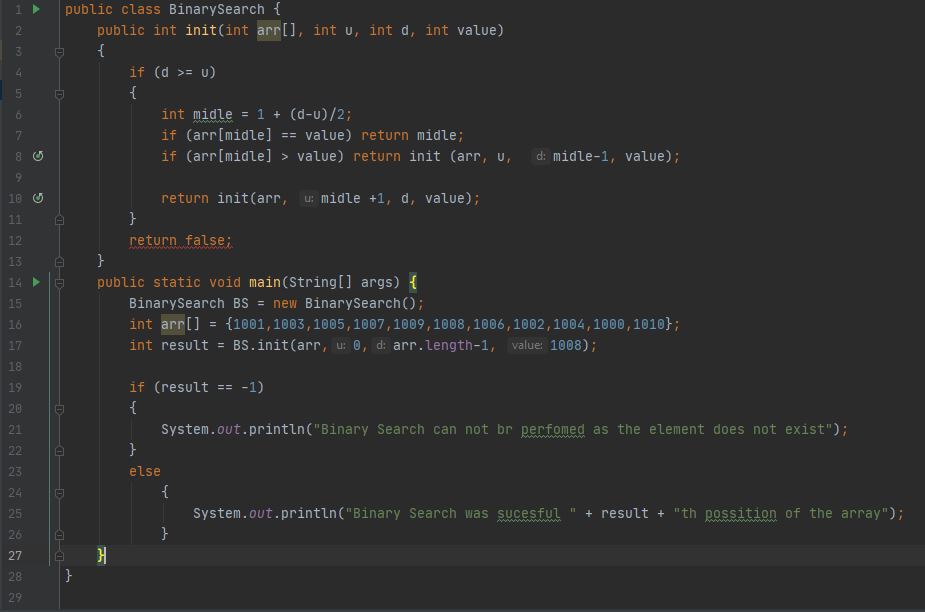 1 public class BinarySearch {
2 public int init(int arr[], int u, int d, int value)
3 {
4 if (d >= u)
5 {
6 int midle = 1 + (d-u)/2;
7 if (arr[midle] == value) return midle;
8 if (arr[midle] > value) return init (arr, u, d: midle-1, value);
9
10 return init(arr, u: midle +1, d, value);
11 }
12 return false;
13 }
14 public static void main(String[] args) {
15 BinarySearch BS = new BinarySearch();
16 int arr[] = {1001,1003,1005,1007,1009,1008,1006,1002,1004,1000,1010};
17 int result = BS.init(arr, u: 0, d: arr.length-1, value: 1008);
18
19 if (result == -1)
20 {
21 System.out.println("Binary Search can not br perfomed as the element does not exist");
22 }
23 else
24 {
25 System.out.println("Binary Search was sucesful " + result + "th possition of the array");
26 }
27 }
28 }
29